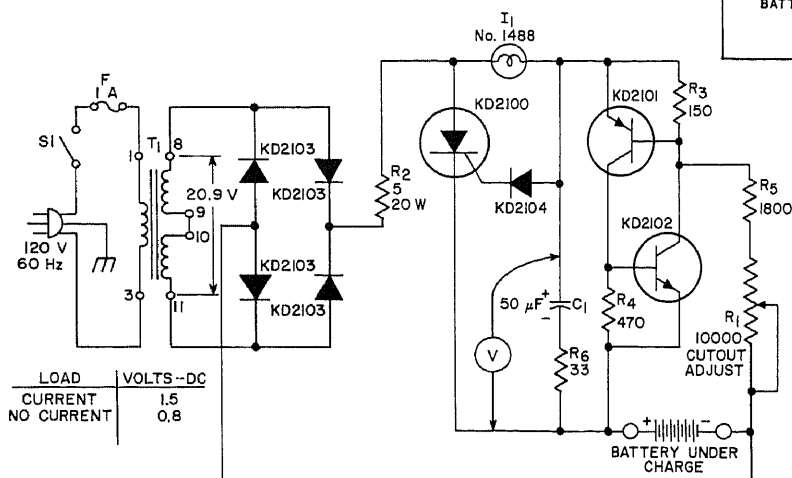 BATT
I1
No. 1488
F
1 A
S1
T1
1
8
KD2103
KD2103
20.9 V
9
10
KD2103
KD2103
120 V
60 Hz
3
11
R2
5
20 W
KD2100
KD2104
KD2101
R3
150
R5
1800
KD2102
50 µF
+
−
C1
R4
470
R1
10000
CUTOUT
ADJUST
V
R6
33
+ −
BATTERY UNDER
CHARGE
LOAD VOLTS-DC
CURRENT 1.5
NO CURRENT 0.8